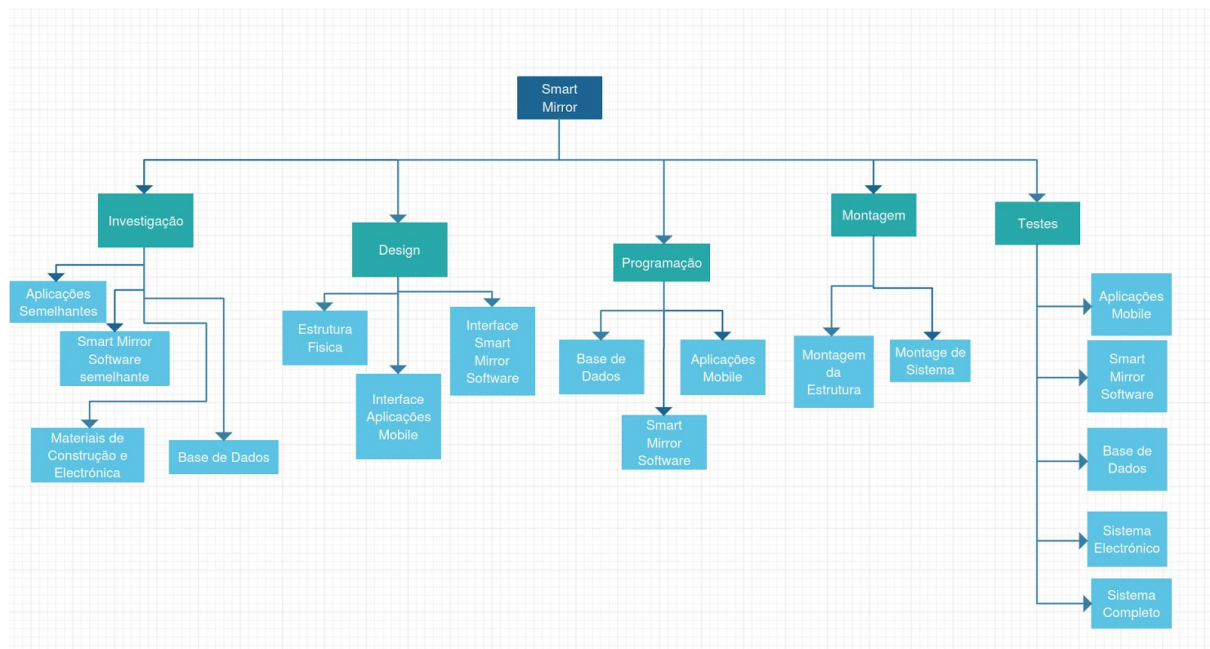 Smart
Mirror
Investigação
Aplicações
Semelhantes
Smart Mirror
Software
semelhante
Materiais de
Construção e
Electrónica
Base de Dados
Design
Estrutura
Fisica
Interface
Aplicações
Mobile
Interface
Smart
Mirror
Software
Programação
Base de
Dados
Smart
Mirror
Software
Aplicações
Mobile
Montagem
Montagem
da
Estrutura
Montage de
Sistema
Testes
Aplicações
Mobile
Smart
Mirror
Software
Base de
Dados
Sistema
Electrónico
Sistema
Completo